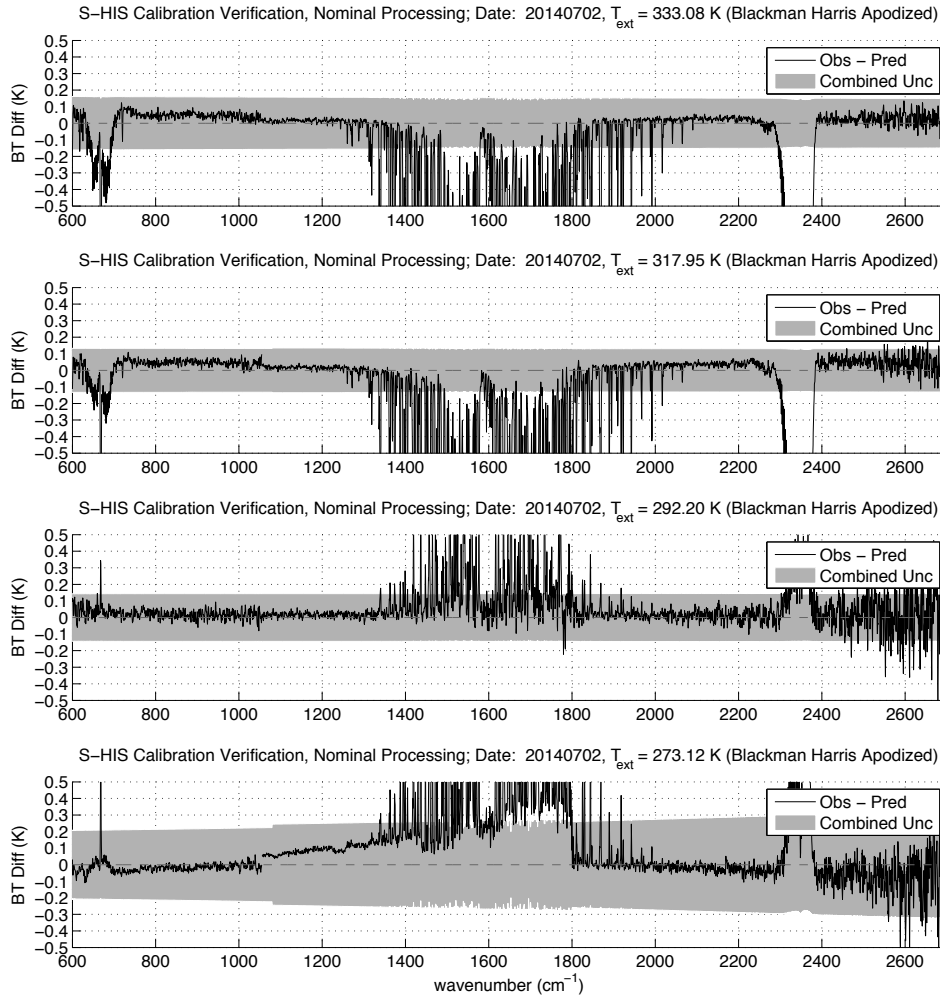 S−HIS Calibration Verification, Nominal Processing; Date: 20140702, T_ext = 333.08 K (Blackman Harris Apodized)
BT Diff (K)
0.5
0.4
0.3
0.2
0.1
0
−0.1
−0.2
−0.3
−0.4
−0.5
Obs − Pred
Combined Unc
600 800 1000 1200 1400 1600 1800 2000 2200 2400 2600
S−HIS Calibration Verification, Nominal Processing; Date: 20140702, T_ext = 317.95 K (Blackman Harris Apodized)
BT Diff (K)
0.5
0.4
0.3
0.2
0.1
0
−0.1
−0.2
−0.3
−0.4
−0.5
Obs − Pred
Combined Unc
600 800 1000 1200 1400 1600 1800 2000 2200 2400 2600
S−HIS Calibration Verification, Nominal Processing; Date: 20140702, T_ext = 292.20 K (Blackman Harris Apodized)
BT Diff (K)
0.5
0.4
0.3
0.2
0.1
0
−0.1
−0.2
−0.3
−0.4
−0.5
Obs − Pred
Combined Unc
600 800 1000 1200 1400 1600 1800 2000 2200 2400 2600
S−HIS Calibration Verification, Nominal Processing; Date: 20140702, T_ext = 273.12 K (Blackman Harris Apodized)
BT Diff (K)
0.5
0.4
0.3
0.2
0.1
0
−0.1
−0.2
−0.3
−0.4
−0.5
Obs − Pred
Combined Unc
600 800 1000 1200 1400 1600 1800 2000 2200 2400 2600
wavenumber (cm⁻¹)